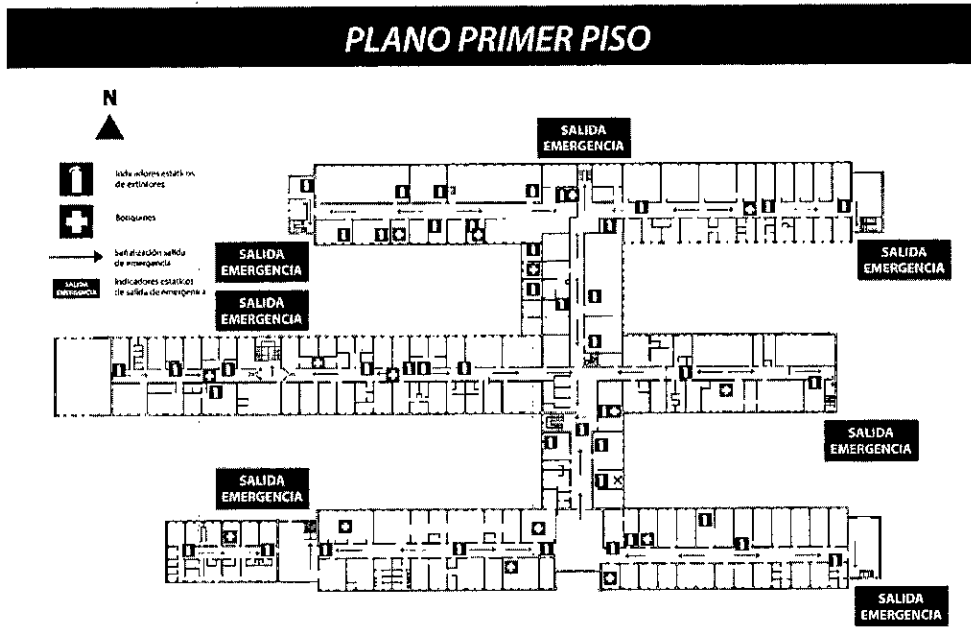 PLANO PRIMER PISO
N
Indicadores estáticos
de extintores
Botiquines
Señalización salida
de emergencia
SALIDA
EMERGENCIA
Indicadores estáticos
de salida de emergencia
SALIDA
EMERGENCIA
SALIDA
EMERGENCIA
SALIDA
EMERGENCIA
SALIDA
EMERGENCIA
SALIDA
EMERGENCIA
SALIDA
EMERGENCIA
SALIDA
EMERGENCIA